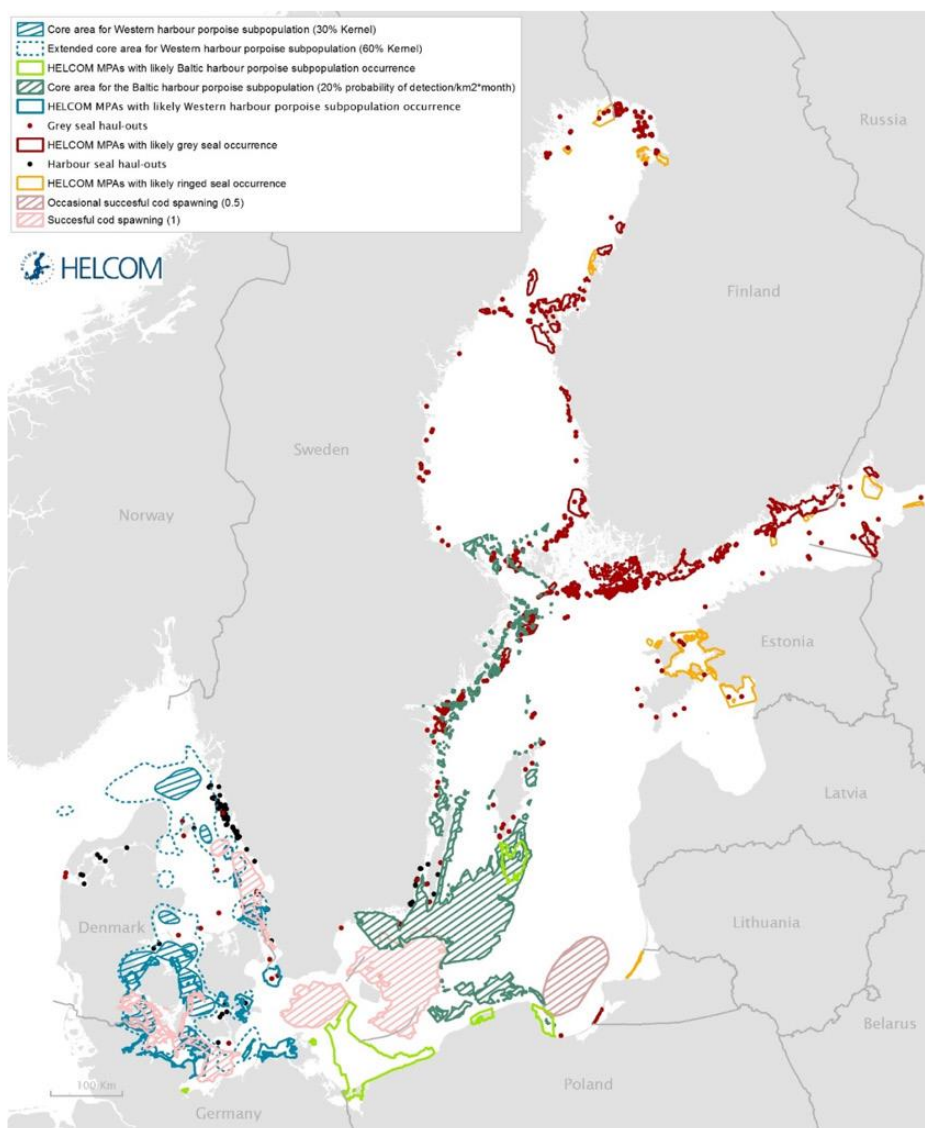 Core area for Western harbour porpoise subpopulation (30% Kernel)
Extended core area for Western harbour porpoise subpopulation (60% Kernel)
HELCOM MPAs with likely Baltic harbour porpoise subpopulation occurrence
Core area for the Baltic harbour porpoise subpopulation (20% probability of detection/km2*month)
HELCOM MPAs with likely Western harbour porpoise subpopulation occurrence
Grey seal haul-outs
HELCOM MPAs with likely grey seal occurrence
Harbour seal haul-outs
HELCOM MPAs with likely ringed seal occurrence
Occasional succesful cod spawning (0.5)
Succesful cod spawning (1)
HELCOM
Russia
Finland
Sweden
Norway
Estonia
Latvia
Denmark
Lithuania
Belarus
100 Km
Poland
Germany